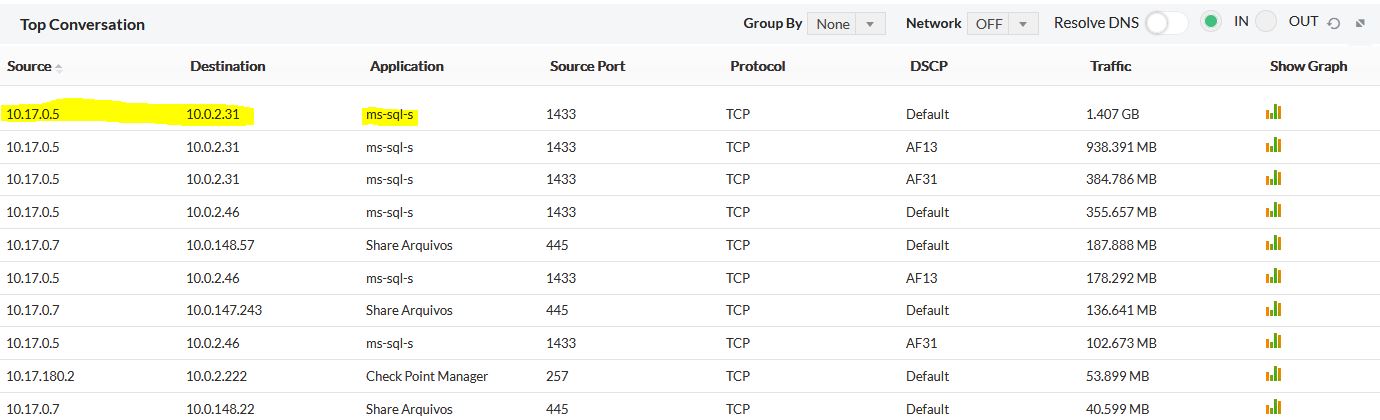 Top Conversation Group By None Network OFF Resolve DNS IN OUT
Source Destination Application Source Port Protocol DSCP Traffic Show Graph
10.17.0.5 10.0.2.31 ms-sql-s 1433 TCP Default 1.407 GB
10.17.0.5 10.0.2.31 ms-sql-s 1433 TCP AF13 938.391 MB
10.17.0.5 10.0.2.31 ms-sql-s 1433 TCP AF31 384.786 MB
10.17.0.5 10.0.2.46 ms-sql-s 1433 TCP Default 355.657 MB
10.17.0.7 10.0.148.57 Share Arquivos 445 TCP Default 187.888 MB
10.17.0.5 10.0.2.46 ms-sql-s 1433 TCP AF13 178.292 MB
10.17.0.7 10.0.147.243 Share Arquivos 445 TCP Default 136.641 MB
10.17.0.5 10.0.2.46 ms-sql-s 1433 TCP AF31 102.673 MB
10.17.180.2 10.0.2.222 Check Point Manager 257 TCP Default 53.899 MB
10.17.0.7 10.0.148.22 Share Arquivos 445 TCP Default 40.599 MB